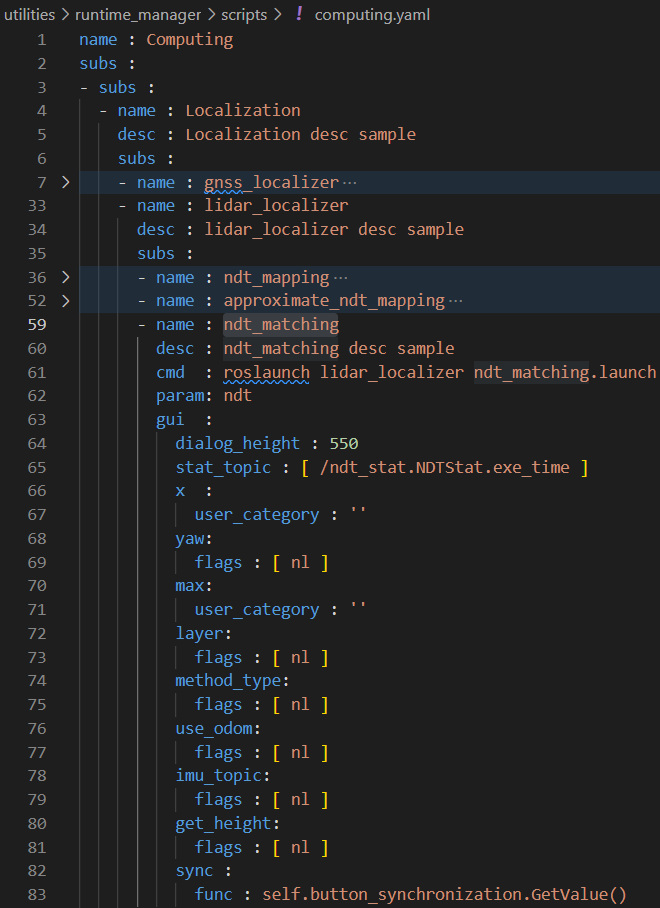 utilities > runtime_manager > scripts > ! computing.yaml
1 name : Computing
2 subs :
3 - subs :
4 - name : Localization
5 desc : Localization desc sample
6 subs :
7 > - name : gnss_localizer ···
33 - name : lidar_localizer
34 desc : lidar_localizer desc sample
35 subs :
36 > - name : ndt_mapping ···
52 > - name : approximate_ndt_mapping ···
59 - name : ndt_matching
60 desc : ndt_matching desc sample
61 cmd  : roslaunch lidar_localizer ndt_matching.launch
62 param: ndt
63 gui  :
64 dialog_height : 550
65 stat_topic : [ /ndt_stat.NDTStat.exe_time ]
66 x  :
67 user_category : ''
68 yaw:
69 flags : [ nl ]
70 max:
71 user_category : ''
72 layer:
73 flags : [ nl ]
74 method_type:
75 flags : [ nl ]
76 use_odom:
77 flags : [ nl ]
78 imu_topic:
79 flags : [ nl ]
80 get_height:
81 flags : [ nl ]
82 sync :
83 func : self.button_synchronization.GetValue()